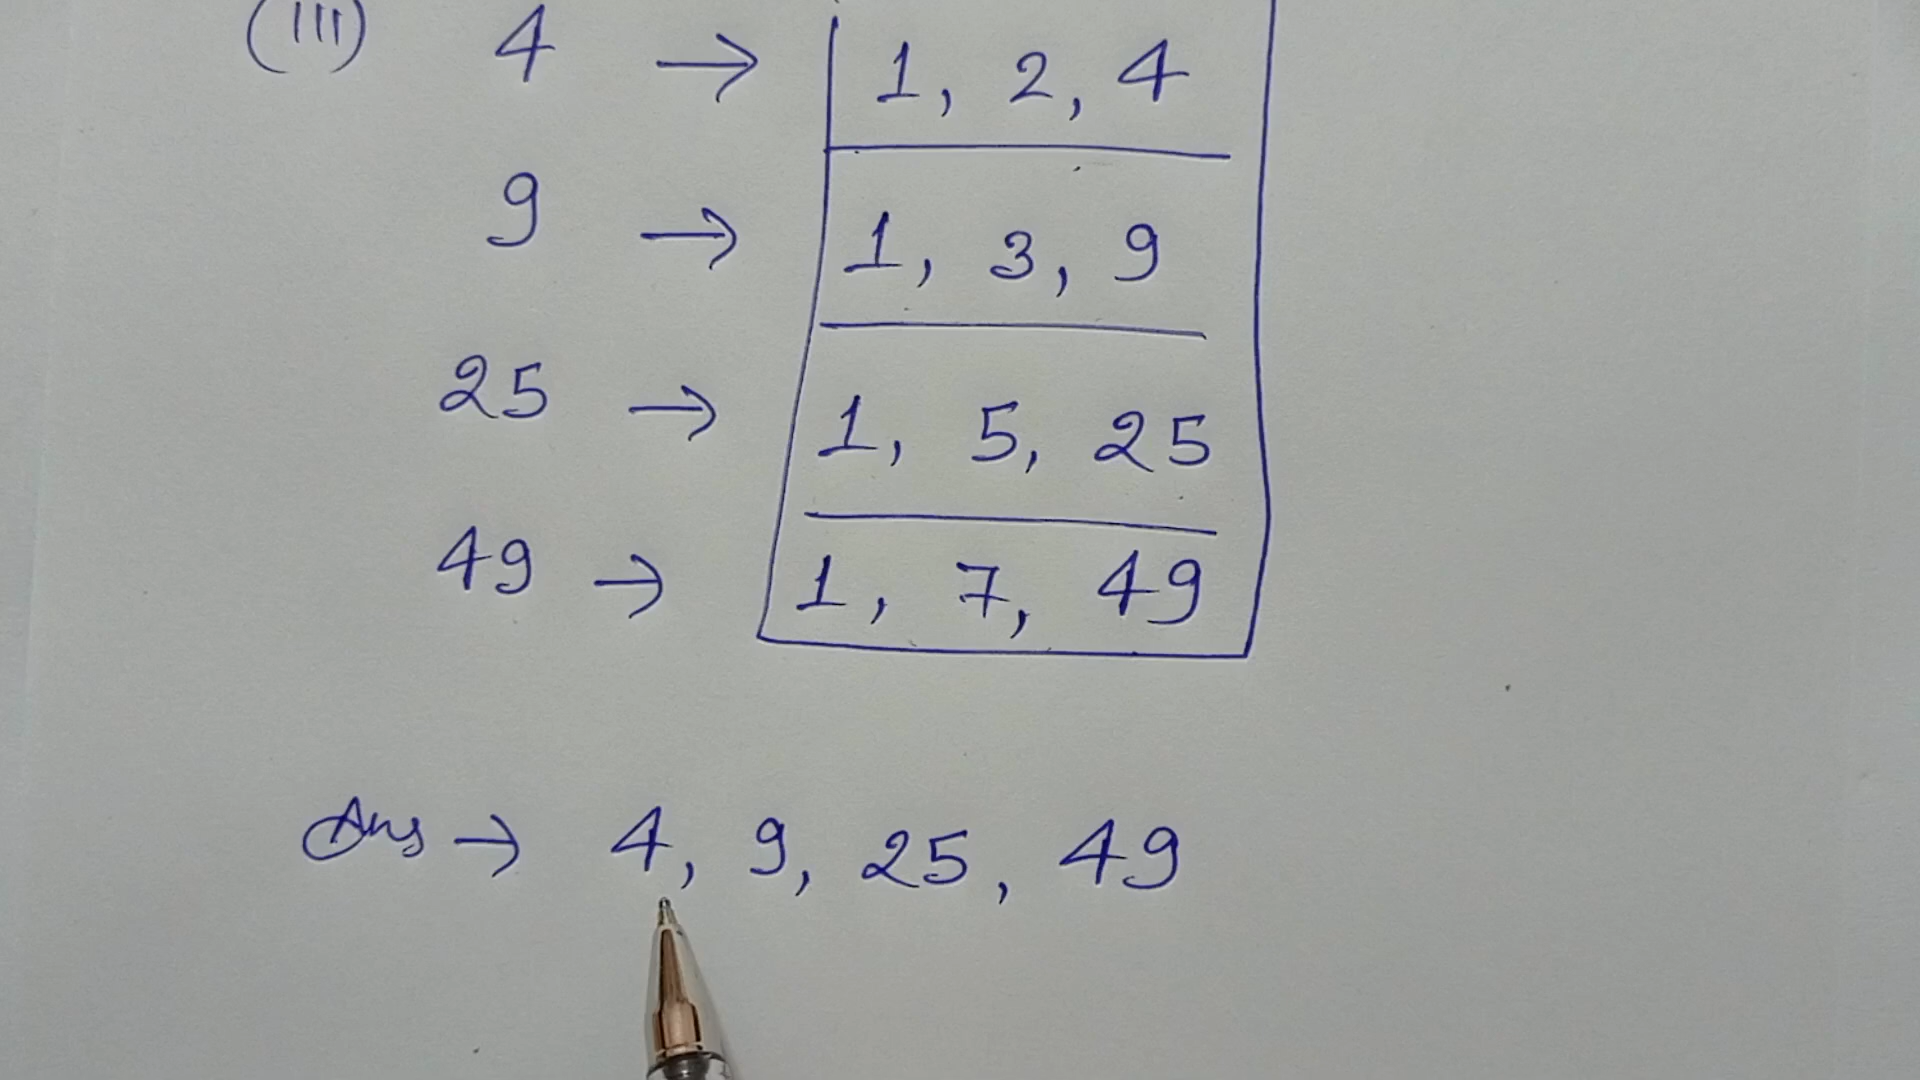 (III) 4 → 1, 2, 4
9 → 1, 3, 9
25 → 1, 5, 25
49 → 1, 7, 49
Ans → 4, 9, 25, 49